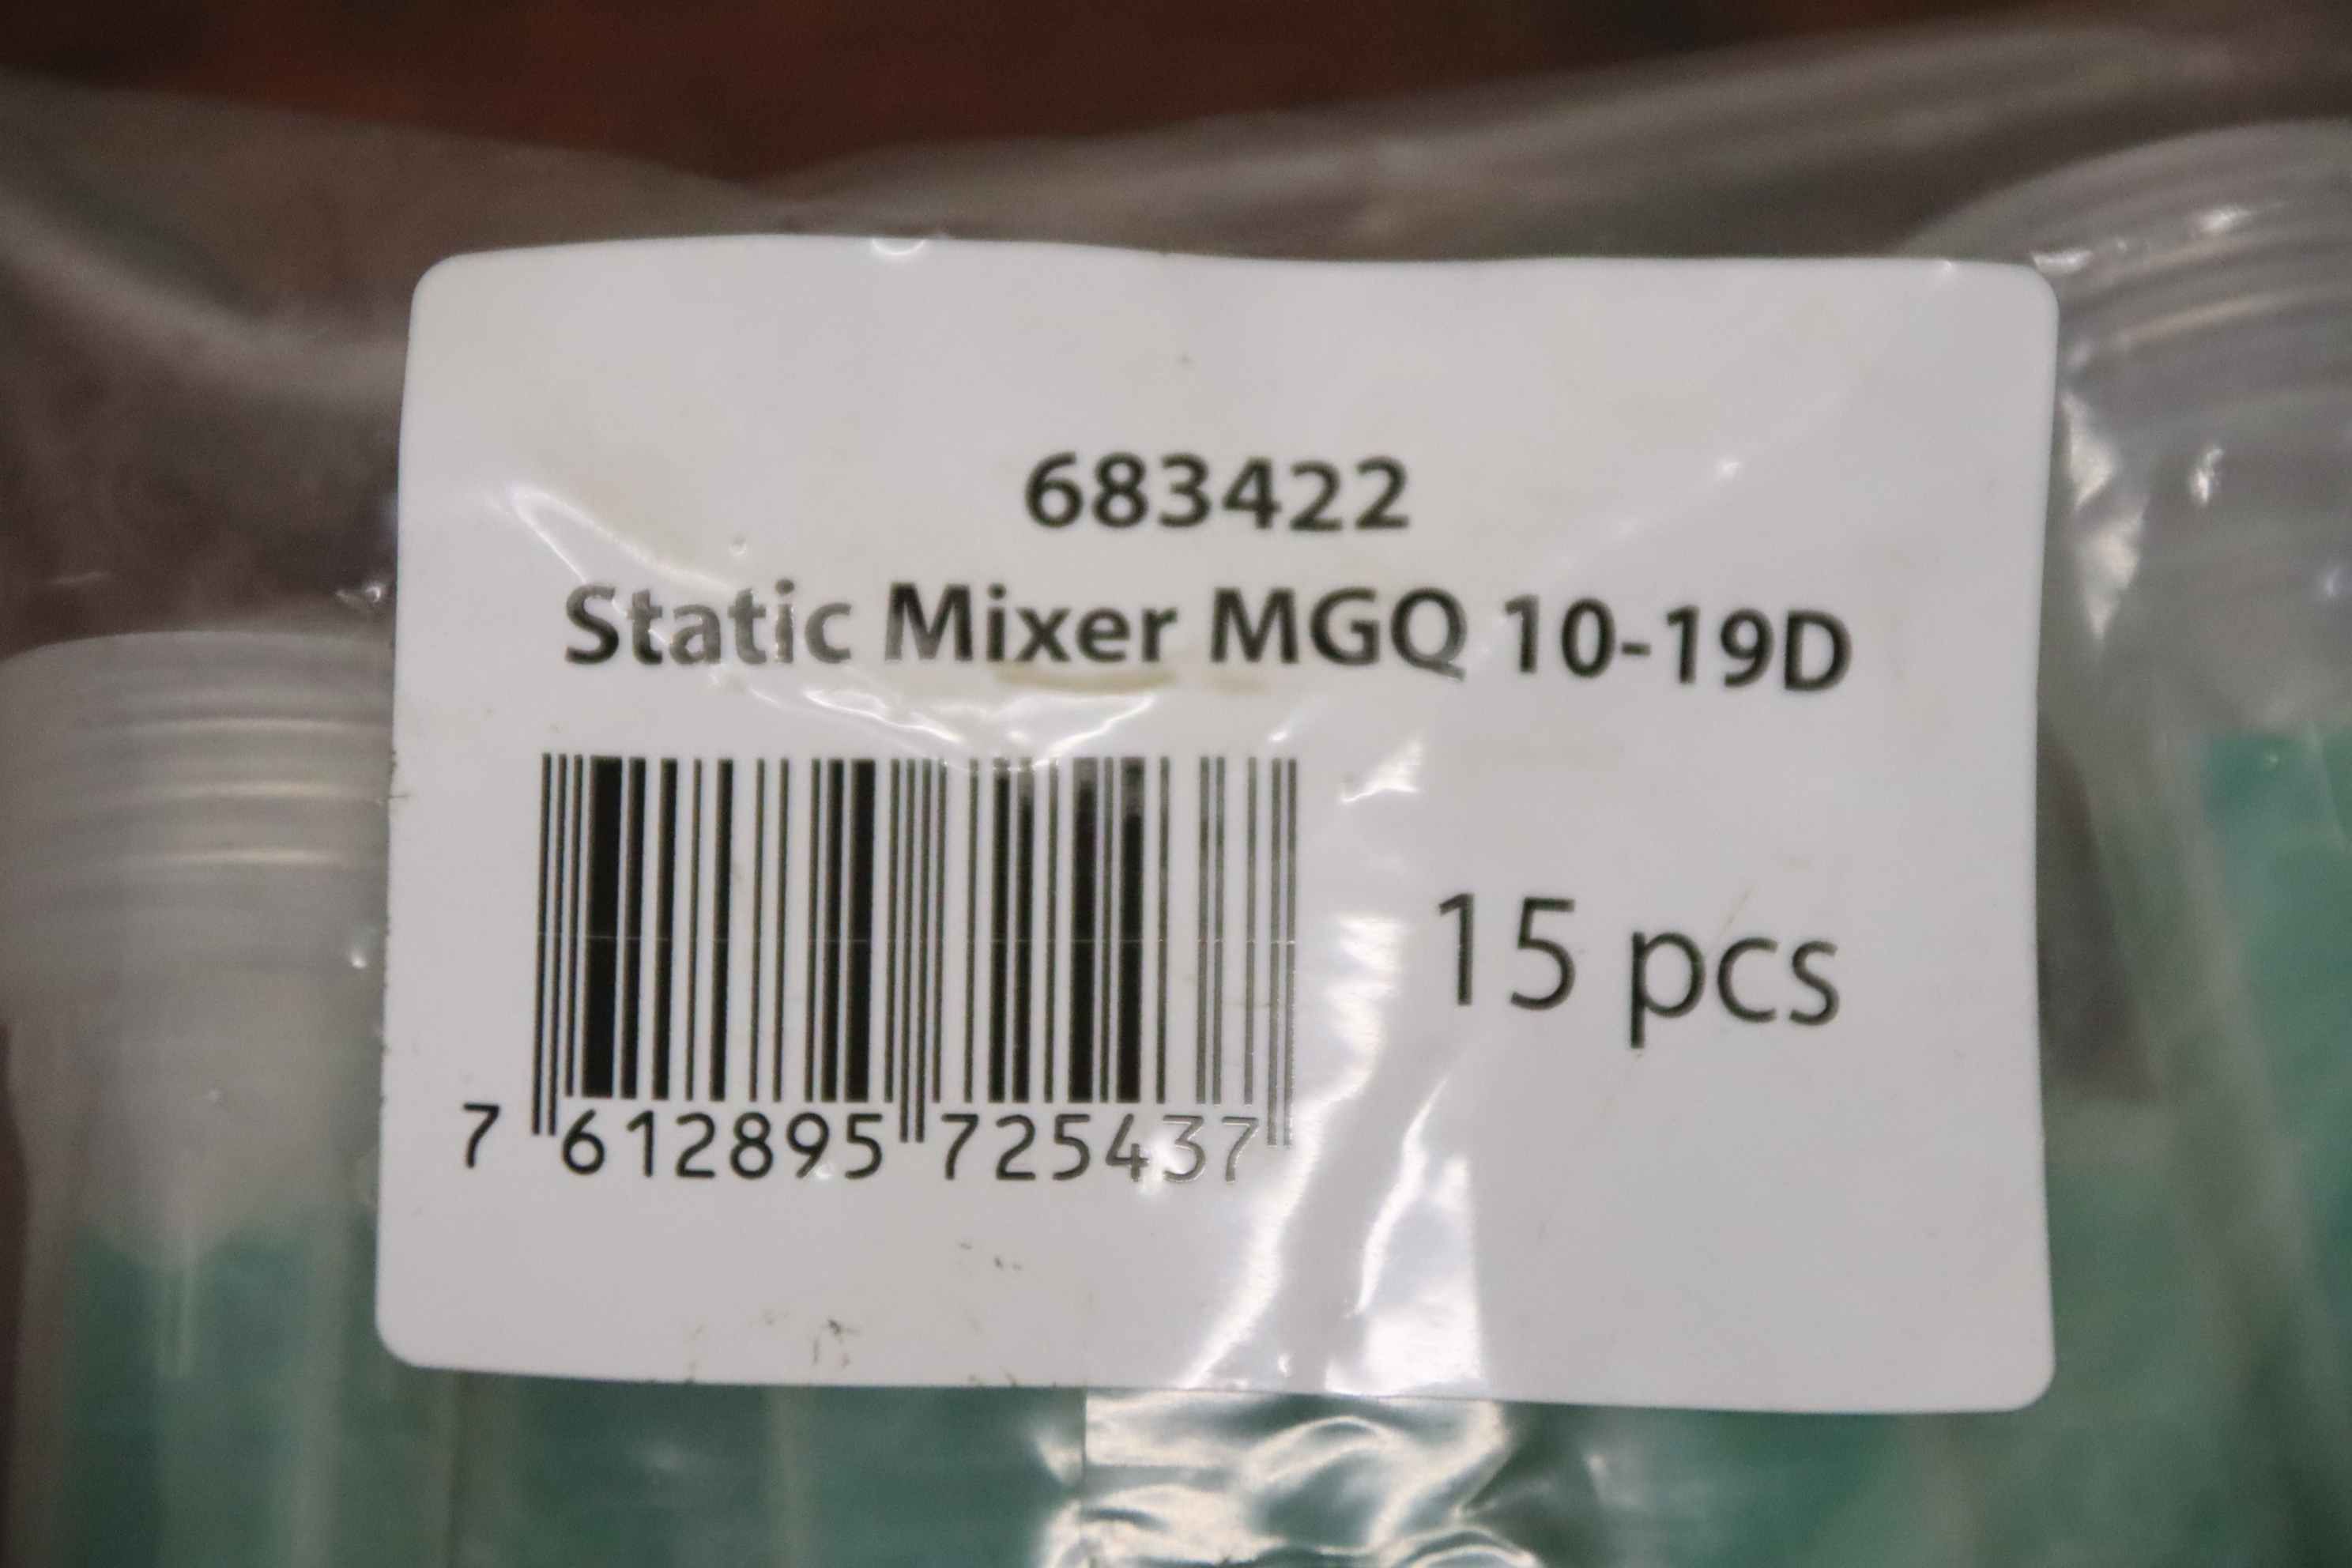 683422
Static Mixer MGQ 10-19D
15 pcs
7 612895 725437